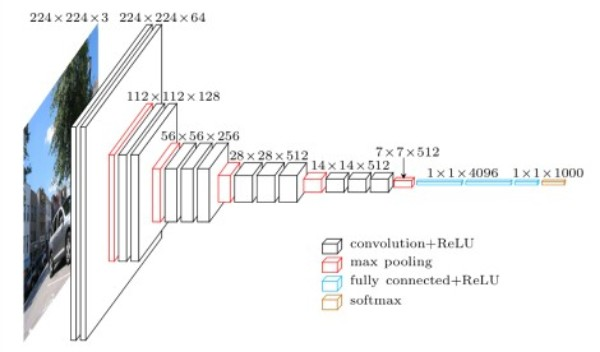 224×224×3
224×224×64
112×112×128
56×56×256
28×28×512
14×14×512
7×7×512
1×1×4096
1×1×1000
convolution+ReLU
max pooling
fully connected+ReLU
softmax